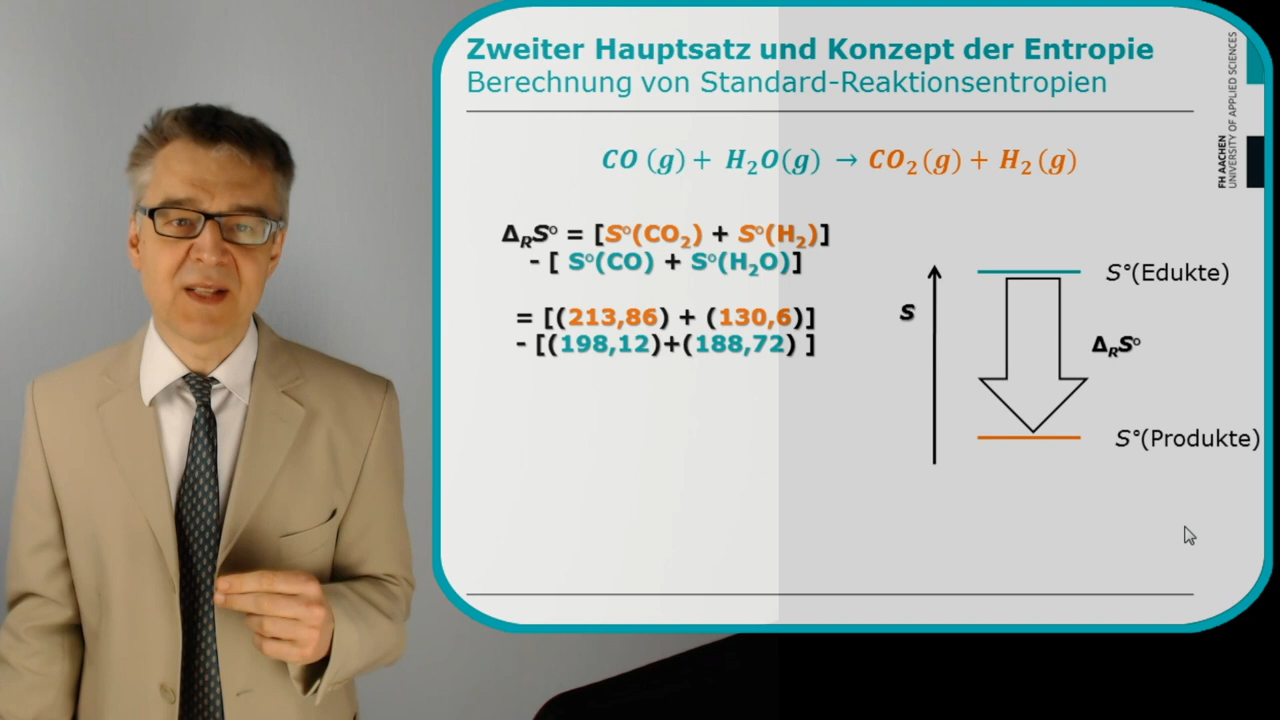 Zweiter Hauptsatz und Konzept der Entropie
Berechnung von Standard-Reaktionsentropien
FH AACHEN
UNIVERSITY OF APPLIED SCIENCES
CO (g) + H₂O(g) → CO₂(g) + H₂(g)
ΔRS° = [S°(CO₂) + S°(H₂)]
- [ S°(CO) + S°(H₂O)]
= [(213,86) + (130,6)]
- [(198,12)+(188,72) ]
S
S°(Edukte)
ΔRS°
S°(Produkte)